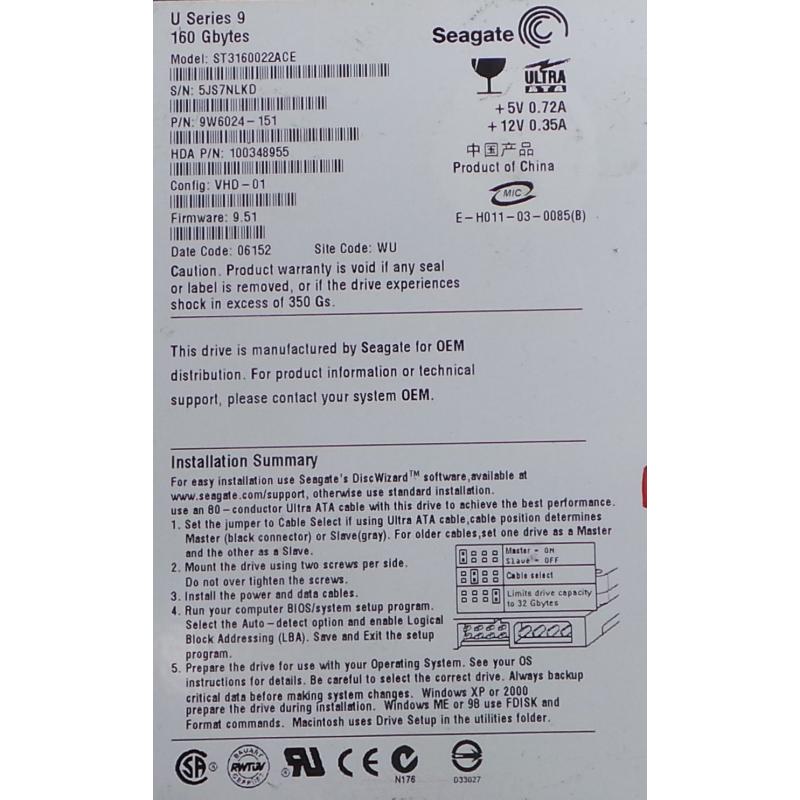 U Series 9
160 Gbytes
Seagate
Model: ST3160022ACE
S/N: 5JS7NLKD
ULTRA
ATA
+5V 0.72A
P/N: 9W6024-151
+12V 0.35A
HDA P/N: 100348955
中国产品
Product of China
Config: VHD-01
MIC
Firmware: 9.51
E-H011-03-0085(B)
Date Code: 06152 Site Code: WU
Caution. Product warranty is void if any seal
or label is removed, or if the drive experiences
shock in excess of 350 Gs.
This drive is manufactured by Seagate for OEM
distribution. For product information or technical
support, please contact your system OEM.
Installation Summary
For easy installation use Seagate's DiscWizard™ software,available at
www.seagate.com/support, otherwise use standard installation.
use an 80-conductor Ultra ATA cable with this drive to achieve the best performance.
1. Set the jumper to Cable Select if using Ultra ATA cable,cable position determines
Master (black connector) or Slave(gray). For older cables,set one drive as a Master
and the other as a Slave.
2. Mount the drive using two screws per side.
Do not over tighten the screws.
3. Install the power and data cables.
4. Run your computer BIOS/system setup program.
Select the Auto-detect option and enable Logical
Block Addressing (LBA). Save and Exit the setup
program.
Master - ON
Slave - OFF
Cable select
Limits drive capacity
to 32 Gbytes
5. Prepare the drive for use with your Operating System. See your OS
instructions for details. Be careful to select the correct drive. Always backup
critical data before making system changes. Windows XP or 2000
prepare the drive during installation. Windows ME or 98 use FDISK and
Format commands. Macintosh uses Drive Setup in the utilities folder.
BAUART
RWTÜV
GEPRÜFT
CE
N176
D33027